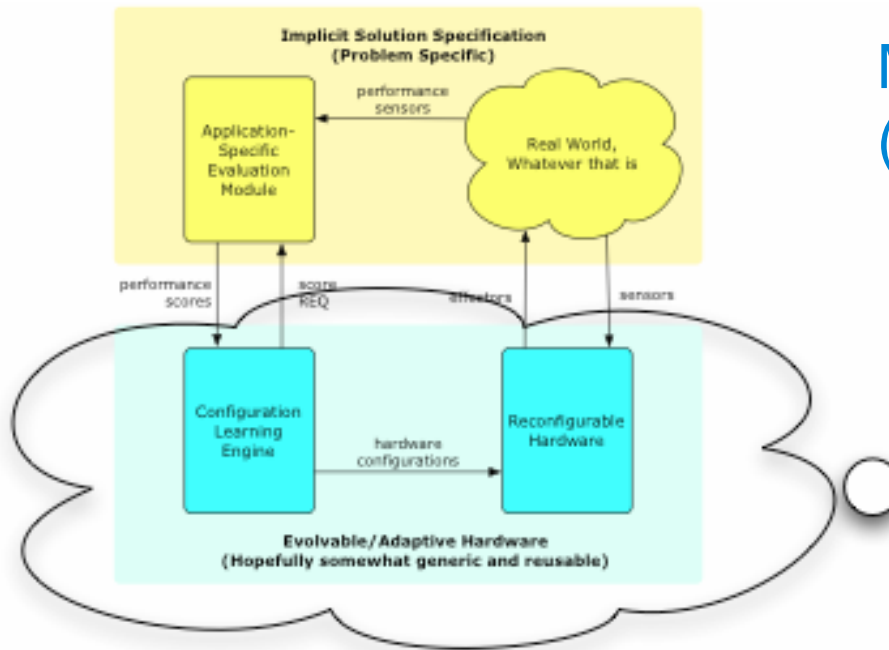 Implicit Solution Specification
(Problem Specific)
performance
sensors
Application-
Specific
Evaluation
Module
Real World,
Whatever that is
performance
scores
score
REQ
effectors
sensors
Configuration
Learning
Engine
hardware
configurations
Reconfigurable
Hardware
Evolvable/Adaptive Hardware
(Hopefully somewhat generic and reusable)